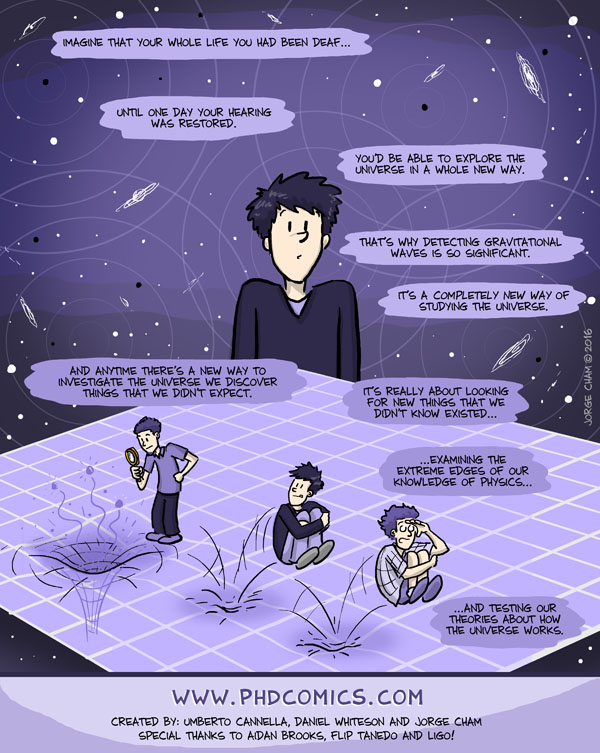 IMAGINE THAT YOUR WHOLE LIFE YOU HAD BEEN DEAF...
UNTIL ONE DAY YOUR HEARING
WAS RESTORED.
YOU'D BE ABLE TO EXPLORE THE
UNIVERSE IN A WHOLE NEW WAY.
THAT'S WHY DETECTING GRAVITATIONAL
WAVES IS SO SIGNIFICANT.
IT'S A COMPLETELY NEW WAY OF
STUDYING THE UNIVERSE.
AND ANYTIME THERE'S A NEW WAY TO
INVESTIGATE THE UNIVERSE WE DISCOVER
THINGS THAT WE DIDN'T EXPECT.
IT'S REALLY ABOUT LOOKING
FOR NEW THINGS THAT WE
DIDN'T KNOW EXISTED...
...EXAMINING THE
EXTREME EDGES OF OUR
KNOWLEDGE OF PHYSICS...
...AND TESTING OUR
THEORIES ABOUT HOW
THE UNIVERSE WORKS.
JORGE CHAM © 2016
WWW.PHDCOMICS.COM
CREATED BY: UMBERTO CANNELLA, DANIEL WHITESON AND JORGE CHAM
SPECIAL THANKS TO AIDAN BROOKS, FLIP TANEDO AND LIGO!